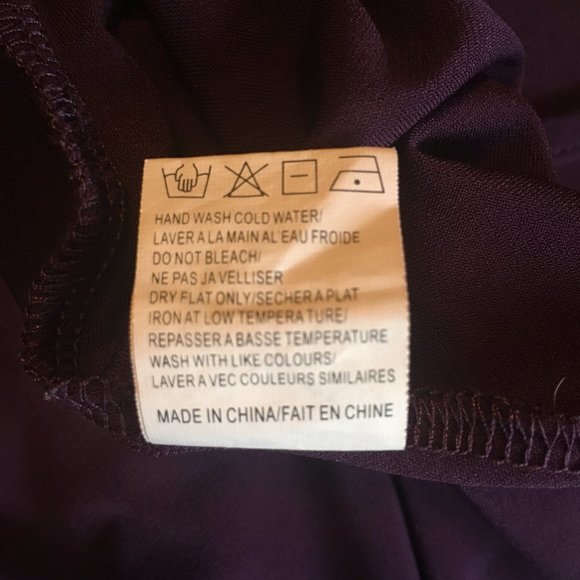 HAND WASH COLD WATER/
LAVER A LA MAIN AL'EAU FROIDE
DO NOT BLEACH/
NE PAS JA VELLISER
DRY FLAT ONLY/SECHER A PLAT
IRON AT LOW TEMPERA TURE/
REPASSER A BASSE TEMPERATURE
WASH WITH LIKE COLOURS/
LAVER A VEC COULEURS SIMILAIRES
MADE IN CHINA/FAIT EN CHINE